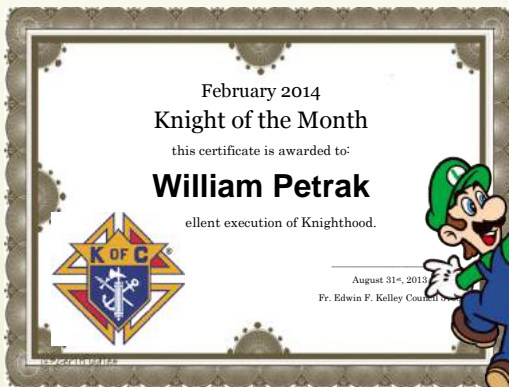 February 2014
Knight of the Month
this certificate is awarded to:
William Petrak
ellent execution of Knighthood.
K OF C
®
August 31st, 2013
Fr. Edwin F. Kelley Council
L